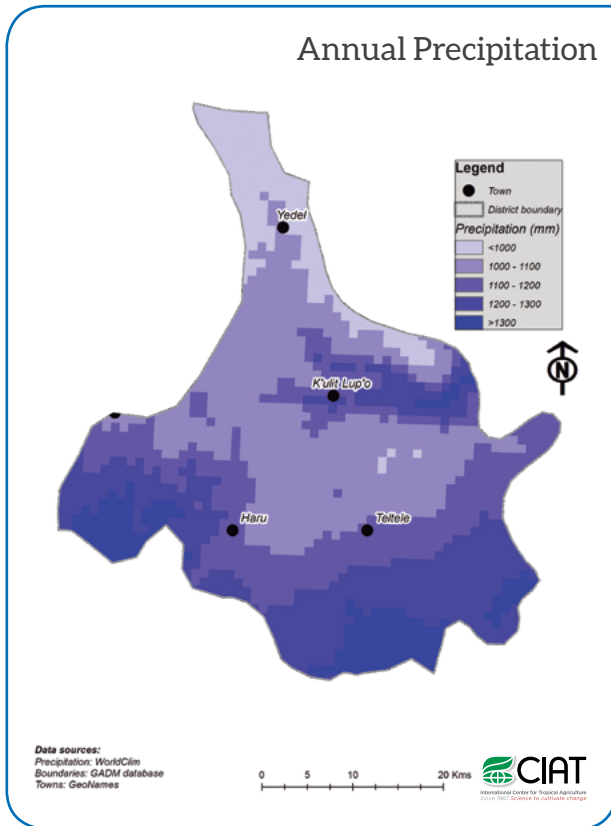 Annual Precipitation
Legend
Town
District boundary
Precipitation (mm)
<1000
1000 - 1100
1100 - 1200
1200 - 1300
>1300
N
Yedel
K'ulit Lup'o
Haru
Teltele
Data sources:
Precipitation: WorldClim
Boundaries: GADM database
Towns: GeoNames
0 5 10 20 Kms
CIAT
International Center for Tropical Agriculture
Since 1967 Science to cultivate change